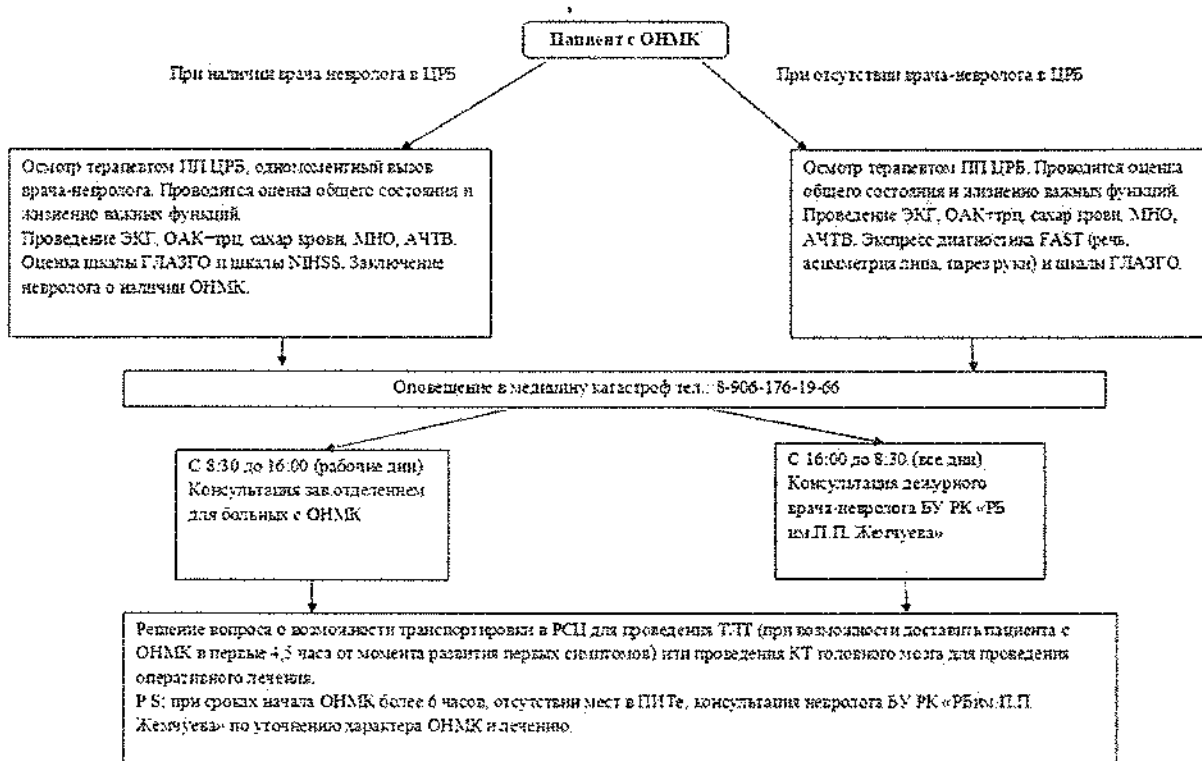 Пациент с ОНМК
При наличии врача невролога в ЦРБ
При отсутствии врача-невролога в ЦРБ
Осмотр терапевтом ПП ЦРБ, одномоментный вызов
врача-невролога. Проводится оценка общего состояния и
жизненно важных функций.
Проведение ЭКГ, ОАК+трц, сахар крови, МНО, АЧТВ.
Оценка шкалы ГЛАЗГО и шкалы NIHSS. Заключение
невролога о наличии ОНМК.
Осмотр терапевтом ПП ЦРБ. Проводится оценка
общего состояния и жизненно важных функций.
Проведение ЭКГ, ОАК+трц, сахар крови, МНО,
АЧТВ. Экспресс диагностика FAST (речь,
асимметрия лица, парез руки) и шкалы ГЛАЗГО.
Оповещение в медицину катастроф тел.: 8-906-176-19-66
С 8:30 до 16:00 (рабочие дни)
Консультация зав.отделением
для больных с ОНМК
С 16:00 до 8:30 (все дни)
Консультация дежурного
врача-невролога БУ РК «РБ
им.П.П. Жемчуева»
Решение вопроса о возможности транспортировки в РСЦ для проведения ТЛТ (при возможности доставить пациента с
ОНМК в первые 4,5 часа от момента развития первых симптомов) или проведения КТ головного мозга для проведения
оперативного лечения.
P S: при сроках начала ОНМК более 6 часов, отсутствии мест в ПИТе, консультация невролога БУ РК «РБ им.П.П.
Жемчуева» по уточнению характера ОНМК и лечению.